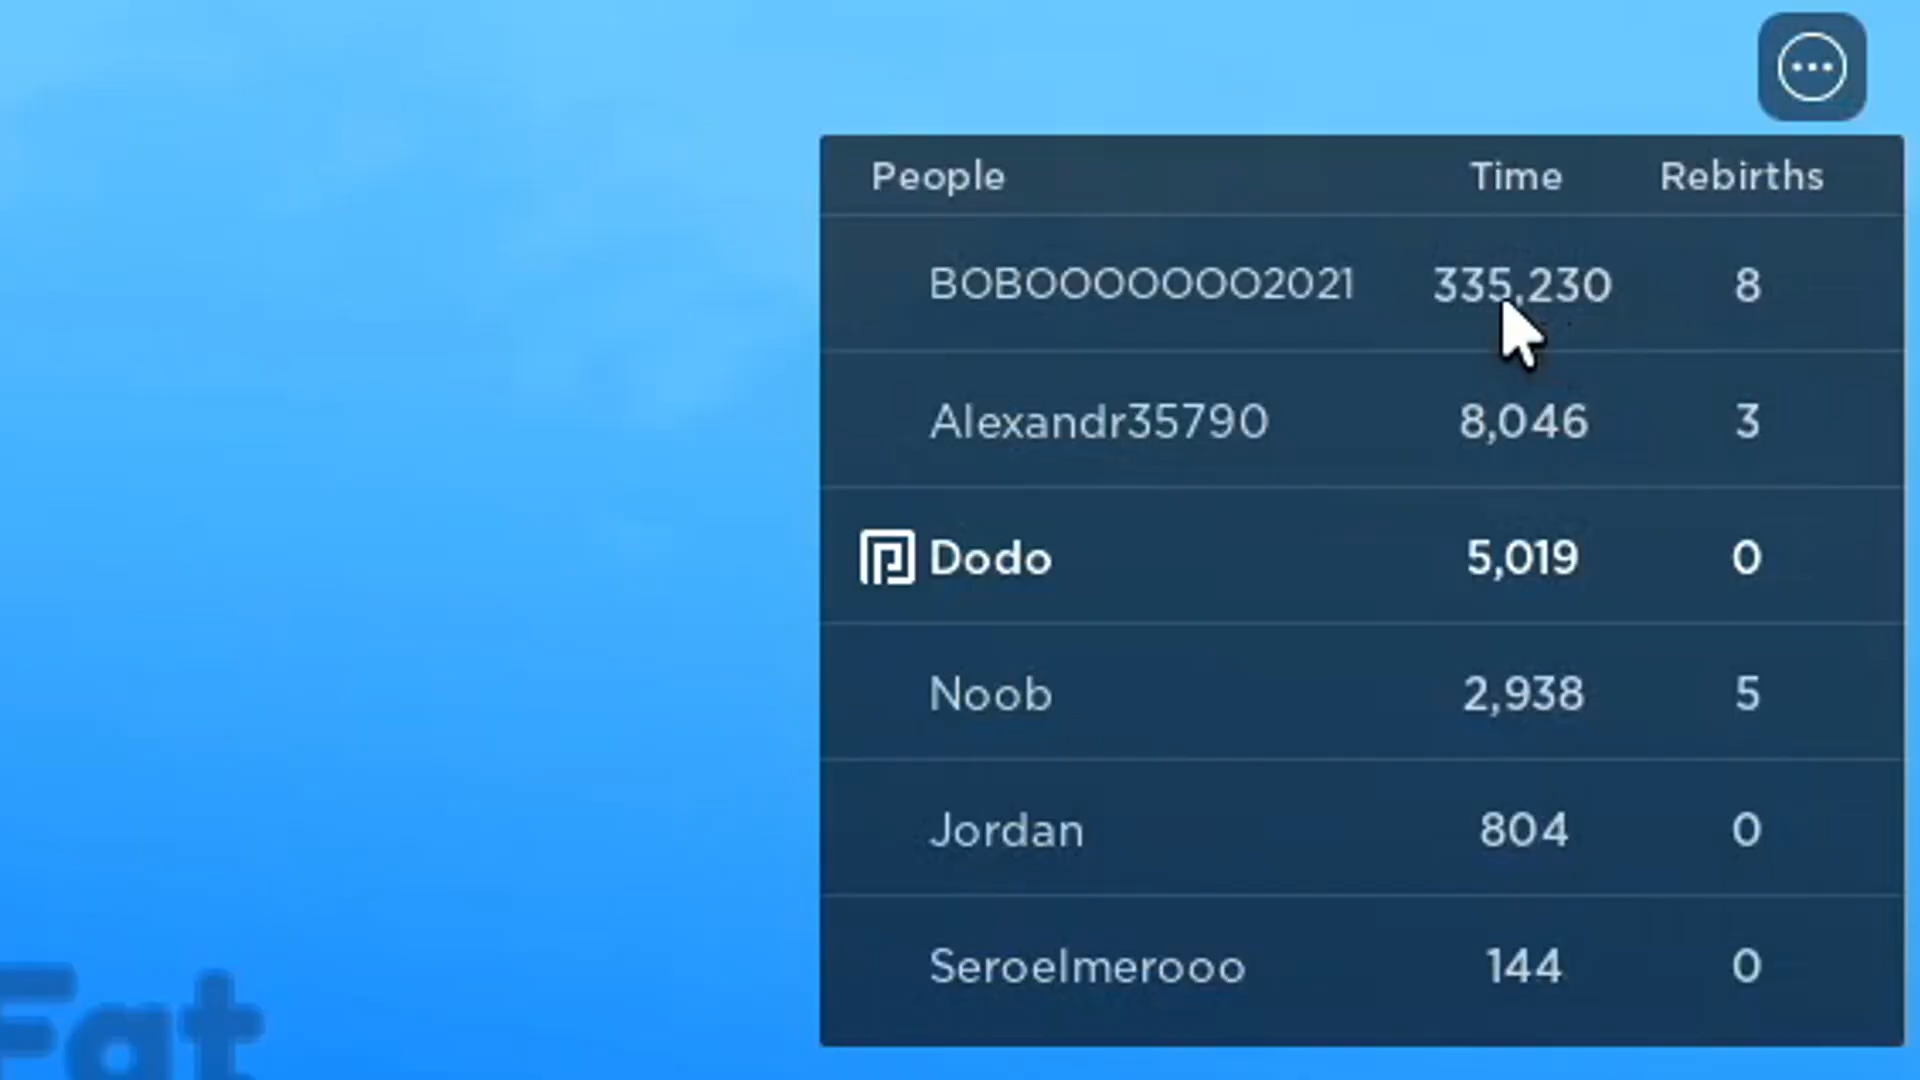 People Time Rebirths
BOBOOOOOOO2021 335,230 8
Alexandr35790 8,046 3
Dodo 5,019 0
Noob 2,938 5
Jordan 804 0
Seroelmerooo 144 0
Fat